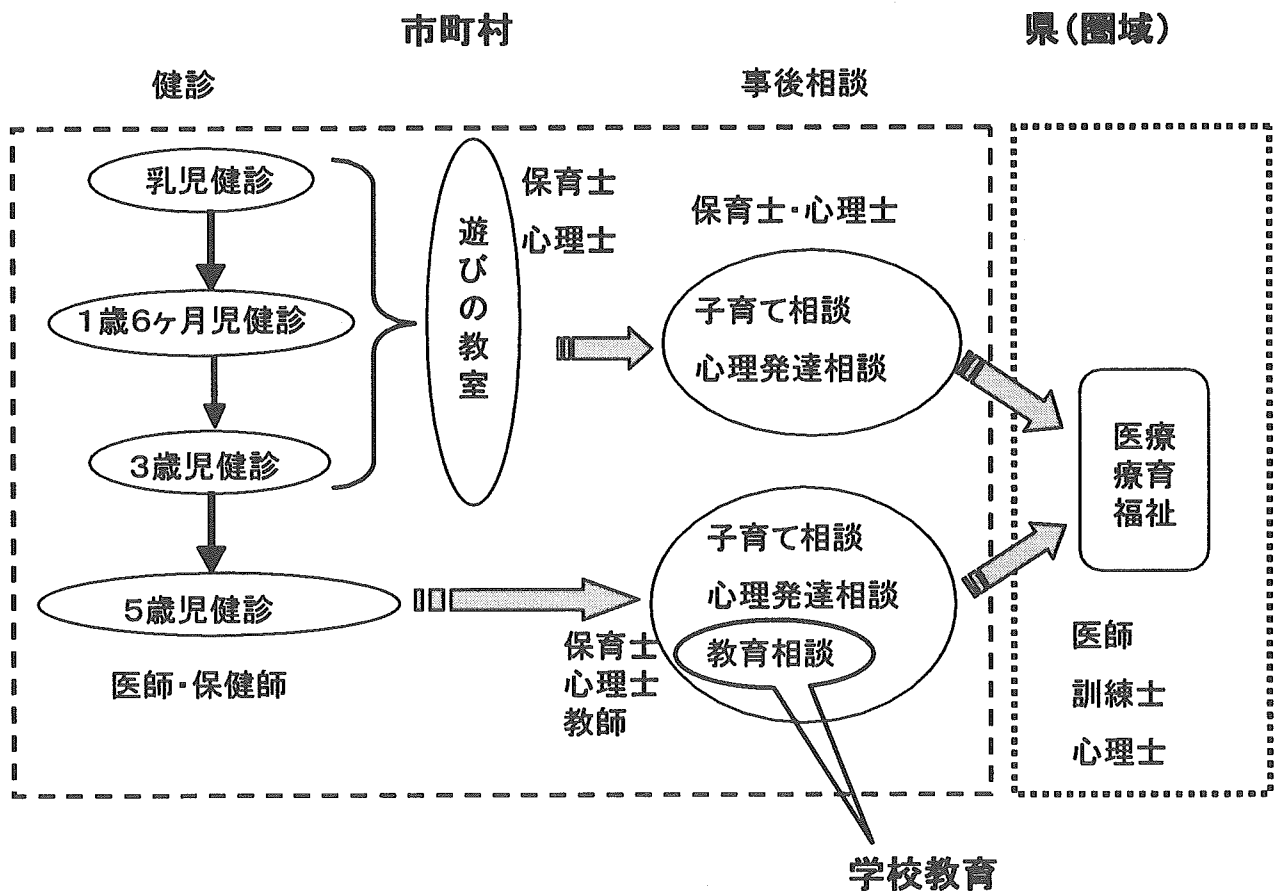 市町村
県(圏域)
健診
事後相談
乳児健診
1歳6ヶ月児健診
3歳児健診
5歳児健診
医師・保健師
遊びの教室
保育士
心理士
保育士・心理士
子育て相談
心理発達相談
子育て相談
心理発達相談
教育相談
保育士
心理士
教師
学校教育
医療
療育
福祉
医師
訓練士
心理士